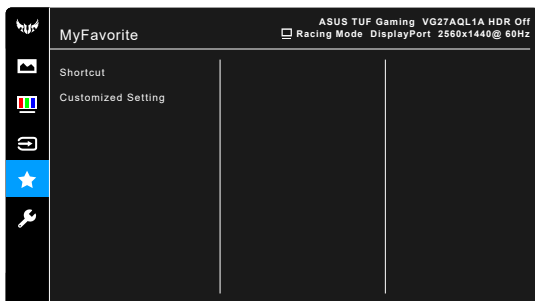 MyFavorite
ASUS TUF Gaming VG27AQL1A HDR Off
Racing Mode DisplayPort 2560x1440@ 60Hz
Shortcut
Customized Setting